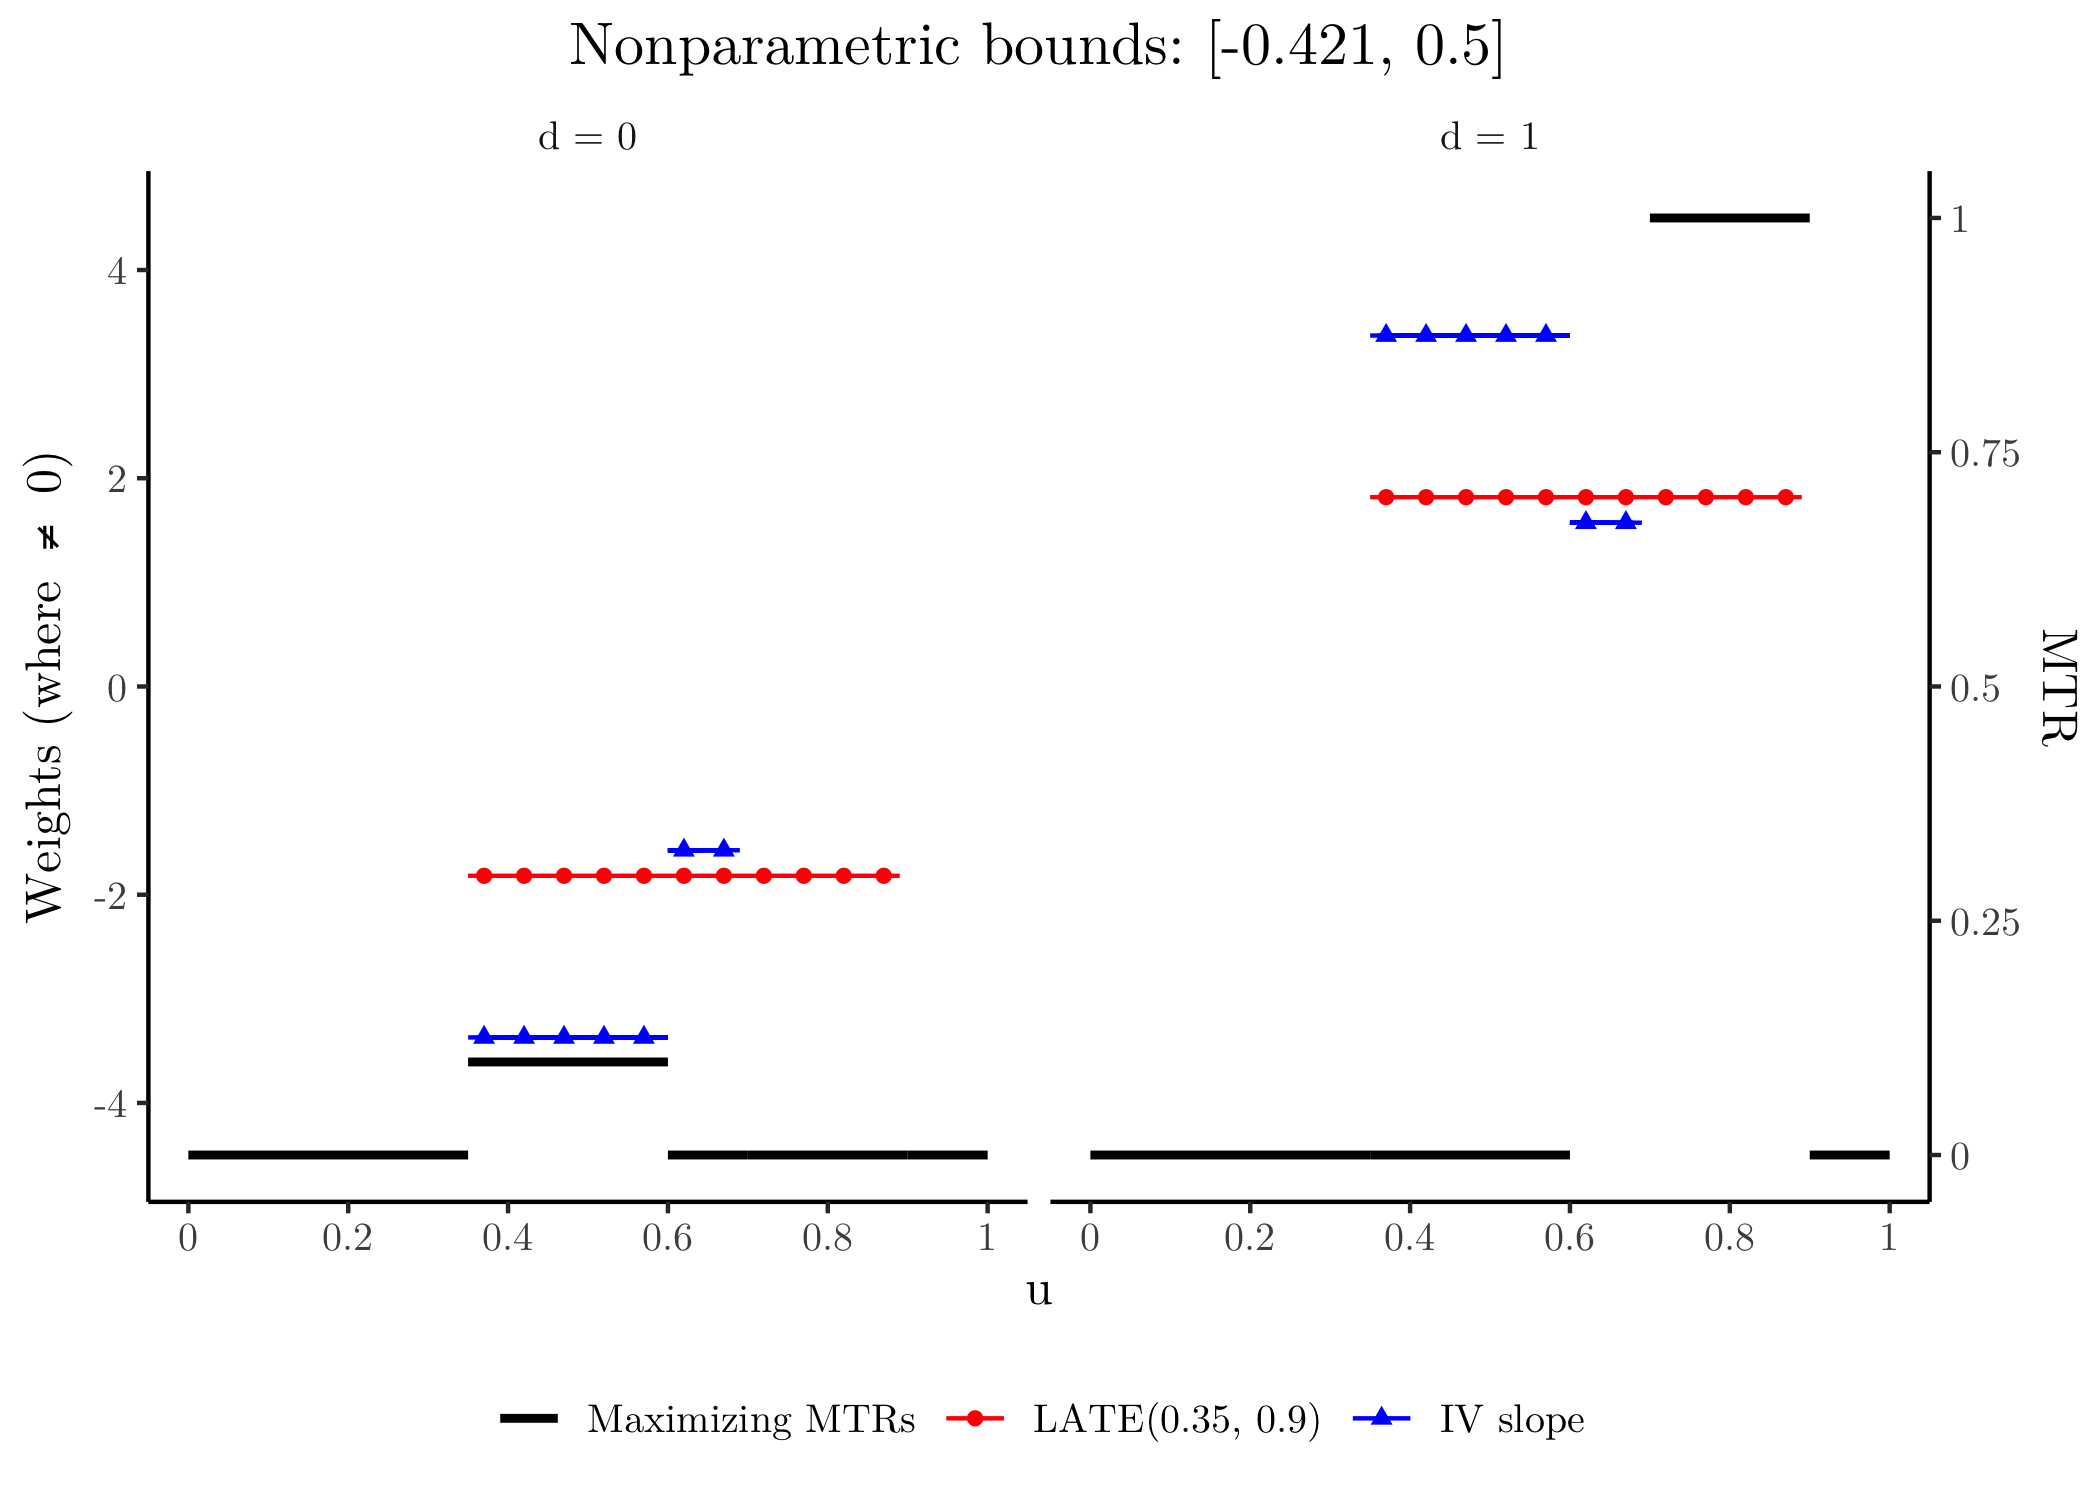 Nonparametric bounds: [-0.421, 0.5]
d = 0
d = 1
Weights (where ≠ 0)
4
2
0
-2
-4
1
0.75
0.5
0.25
0
MTR
0 0.2 0.4 0.6 0.8 1
0 0.2 0.4 0.6 0.8 1
u
Maximizing MTRs LATE(0.35, 0.9) IV slope